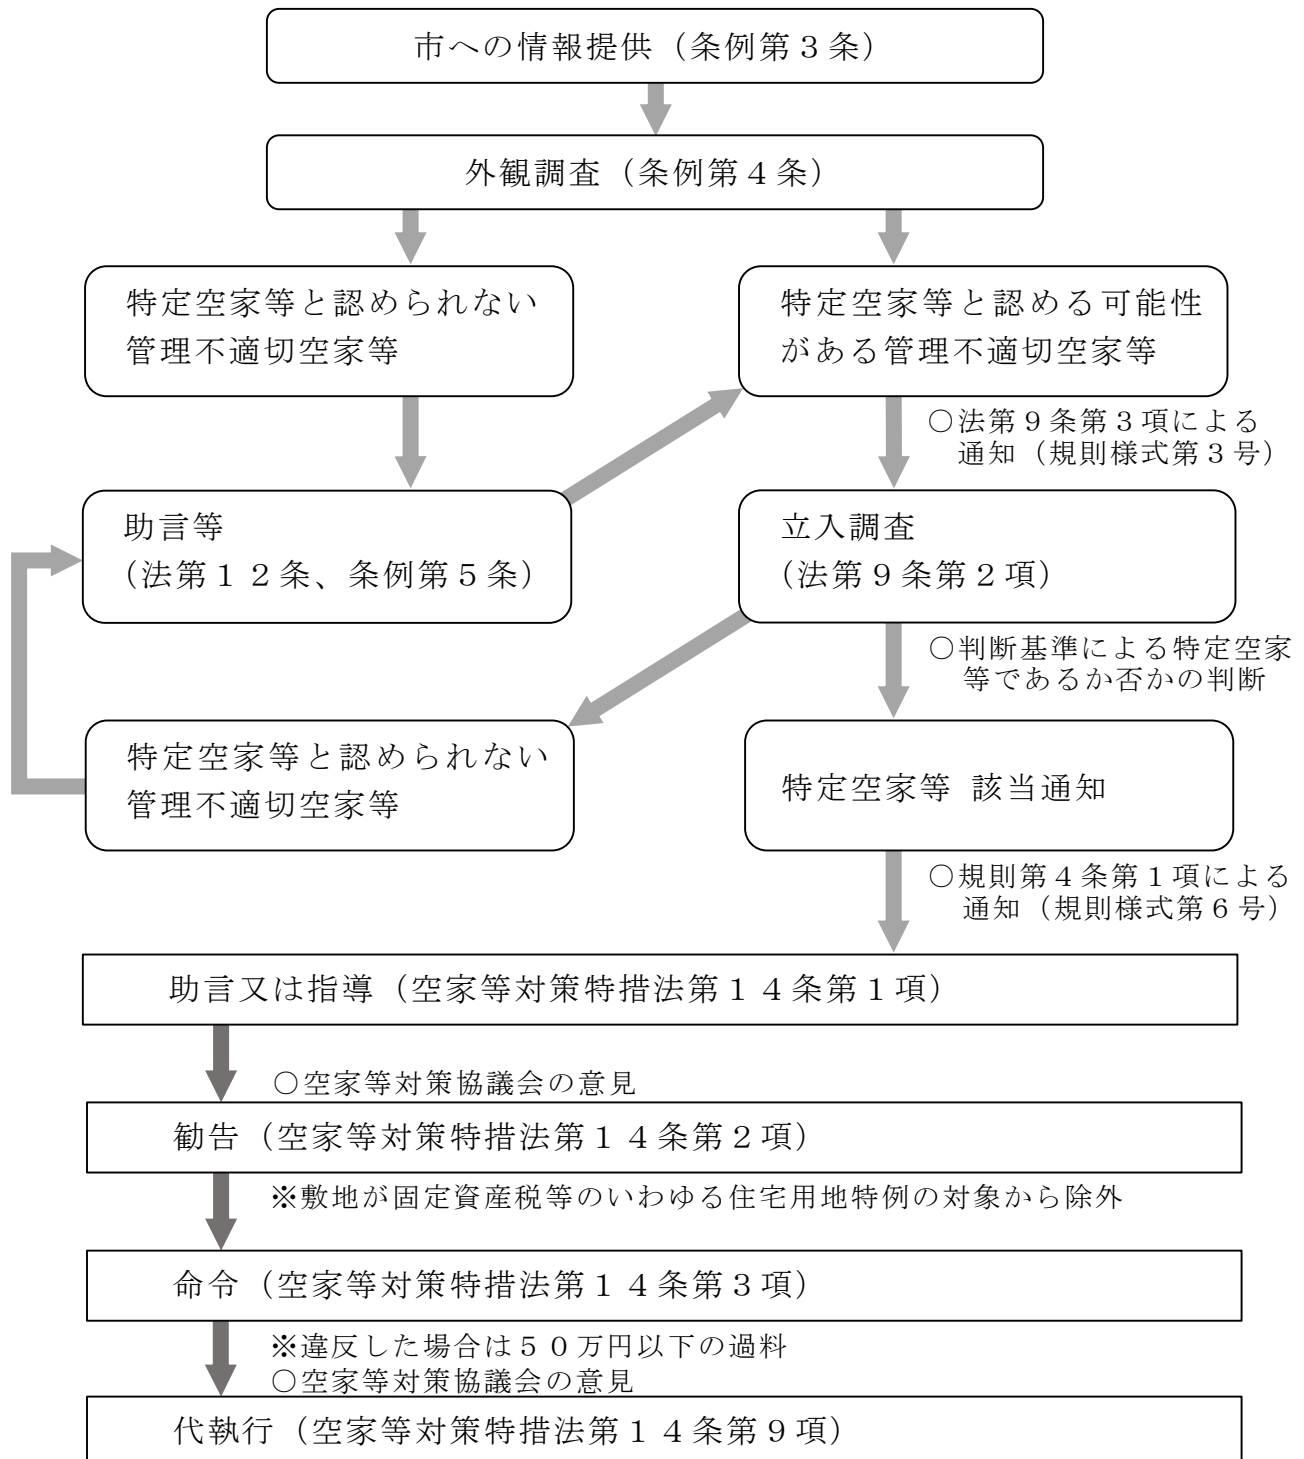 市への情報提供（条例第３条）
外観調査（条例第４条）
特定空家等と認められない
管理不適切空家等
特定空家等と認める可能性
がある管理不適切空家等
○法第９条第３項による
通知（規則様式第３号）
助言等
（法第１２条、条例第５条）
立入調査
（法第９条第２項）
○判断基準による特定空家
等であるか否かの判断
特定空家等と認められない
管理不適切空家等
特定空家等 該当通知
○規則第４条第１項による
通知（規則様式第６号）
助言又は指導（空家等対策特措法第１４条第１項）
○空家等対策協議会の意見
勧告（空家等対策特措法第１４条第２項）
※敷地が固定資産税等のいわゆる住宅用地特例の対象から除外
命令（空家等対策特措法第１４条第３項）
※違反した場合は５０万円以下の過料
○空家等対策協議会の意見
代執行（空家等対策特措法第１４条第９項）